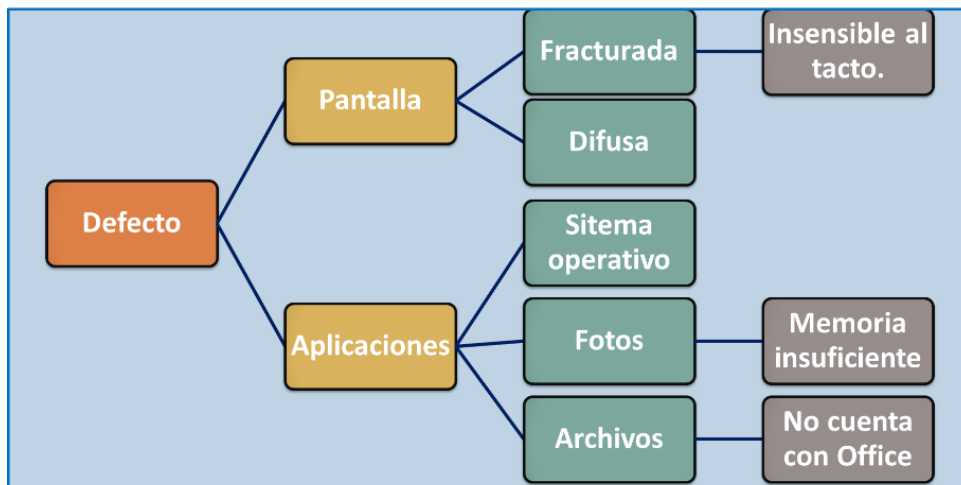 Defecto
Pantalla
Fracturada
Insensible al
tacto.
Difusa
Aplicaciones
Sitema
operativo
Fotos
Memoria
insuficiente
Archivos
No cuenta
con Office